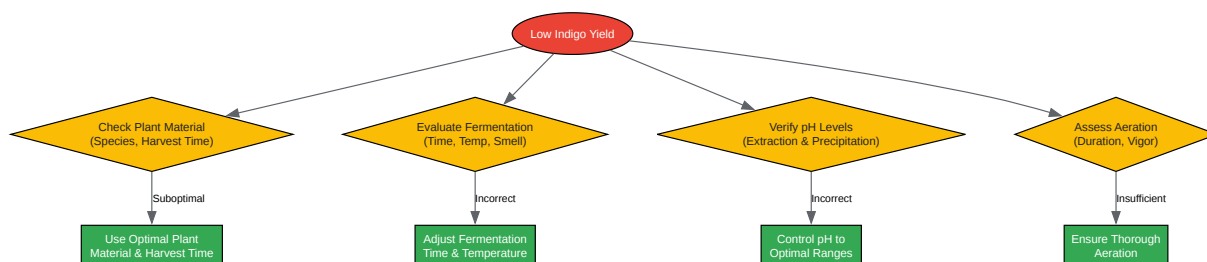 Low Indigo Yield
Check Plant Material
(Species, Harvest Time)
Evaluate Fermentation
(Time, Temp, Smell)
Verify pH Levels
(Extraction & Precipitation)
Assess Aeration
(Duration, Vigor)
Suboptimal
Incorrect
Incorrect
Insufficient
Use Optimal Plant
Material & Harvest Time
Adjust Fermentation
Time & Temperature
Control pH to
Optimal Ranges
Ensure Thorough
Aeration